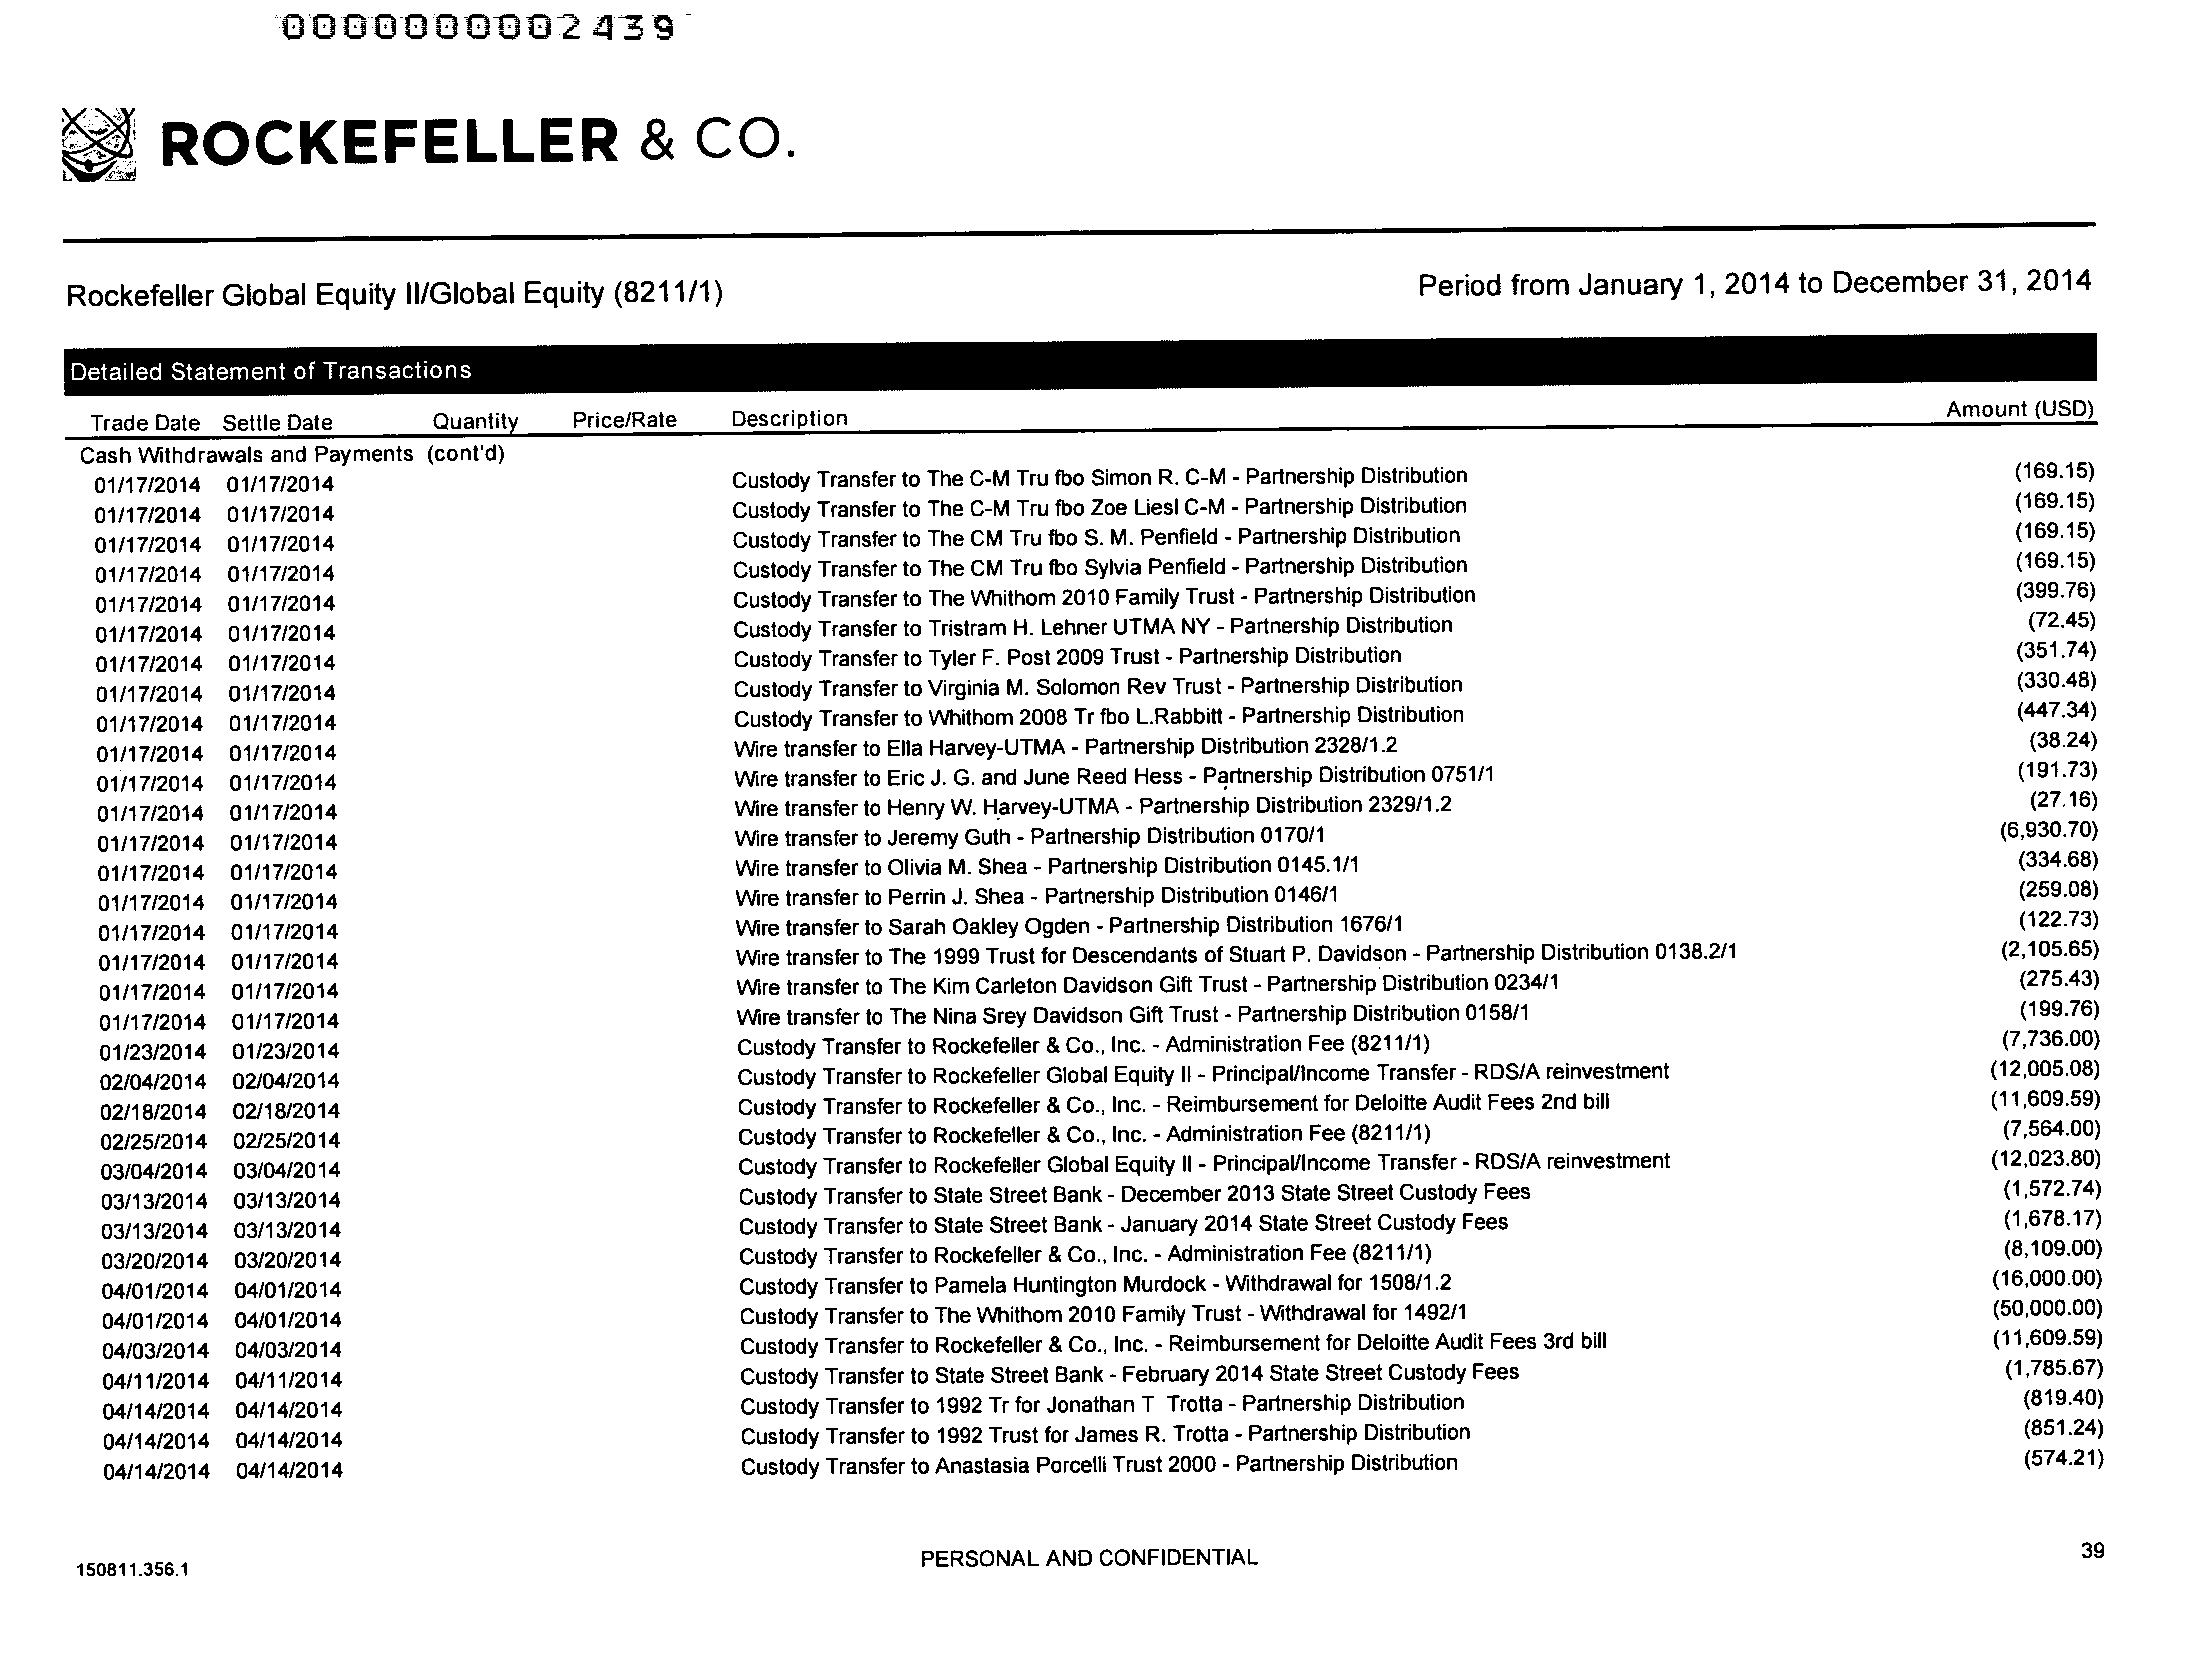 0000000002439
ROCKEFELLER & CO.
Rockefeller Global Equity II/Global Equity (8211/1) Period from January 1, 2014 to December 31, 2014
Detailed Statement of Transactions
Trade Date Settle Date Quantity Price/Rate Description Amount (USD)
Cash Withdrawals and Payments (cont'd)
01/17/2014 01/17/2014 Custody Transfer to The C-M Tru fbo Simon R. C-M - Partnership Distribution (169.15)
01/17/2014 01/17/2014 Custody Transfer to The C-M Tru fbo Zoe Liesl C-M - Partnership Distribution (169.15)
01/17/2014 01/17/2014 Custody Transfer to The CM Tru fbo S. M. Penfield - Partnership Distribution (169.15)
01/17/2014 01/17/2014 Custody Transfer to The CM Tru fbo Sylvia Penfield - Partnership Distribution (169.15)
01/17/2014 01/17/2014 Custody Transfer to The Whithom 2010 Family Trust - Partnership Distribution (399.76)
01/17/2014 01/17/2014 Custody Transfer to Tristram H. Lehner UTMA NY - Partnership Distribution (72.45)
01/17/2014 01/17/2014 Custody Transfer to Tyler F. Post 2009 Trust - Partnership Distribution (351.74)
01/17/2014 01/17/2014 Custody Transfer to Virginia M. Solomon Rev Trust - Partnership Distribution (330.48)
01/17/2014 01/17/2014 Custody Transfer to Whithom 2008 Tr fbo L.Rabbitt - Partnership Distribution (447.34)
01/17/2014 01/17/2014 Wire transfer to Ella Harvey-UTMA - Partnership Distribution 2328/1.2 (38.24)
01/17/2014 01/17/2014 Wire transfer to Eric J. G. and June Reed Hess - Partnership Distribution 0751/1 (191.73)
01/17/2014 01/17/2014 Wire transfer to Henry W. Harvey-UTMA - Partnership Distribution 2329/1.2 (27.16)
01/17/2014 01/17/2014 Wire transfer to Jeremy Guth - Partnership Distribution 0170/1 (6,930.70)
01/17/2014 01/17/2014 Wire transfer to Olivia M. Shea - Partnership Distribution 0145.1/1 (334.68)
01/17/2014 01/17/2014 Wire transfer to Perrin J. Shea - Partnership Distribution 0146/1 (259.08)
01/17/2014 01/17/2014 Wire transfer to Sarah Oakley Ogden - Partnership Distribution 1676/1 (122.73)
01/17/2014 01/17/2014 Wire transfer to The 1999 Trust for Descendants of Stuart P. Davidson - Partnership Distribution 0138.2/1 (2,105.65)
01/17/2014 01/17/2014 Wire transfer to The Kim Carleton Davidson Gift Trust - Partnership Distribution 0234/1 (275.43)
01/17/2014 01/17/2014 Wire transfer to The Nina Srey Davidson Gift Trust - Partnership Distribution 0158/1 (199.76)
01/23/2014 01/23/2014 Custody Transfer to Rockefeller & Co., Inc. - Administration Fee (8211/1) (7,736.00)
02/04/2014 02/04/2014 Custody Transfer to Rockefeller Global Equity II - Principal/Income Transfer - RDS/A reinvestment (12,005.08)
02/18/2014 02/18/2014 Custody Transfer to Rockefeller & Co., Inc. - Reimbursement for Deloitte Audit Fees 2nd bill (11,609.59)
02/25/2014 02/25/2014 Custody Transfer to Rockefeller & Co., Inc. - Administration Fee (8211/1) (7,564.00)
03/04/2014 03/04/2014 Custody Transfer to Rockefeller Global Equity II - Principal/Income Transfer - RDS/A reinvestment (12,023.80)
03/13/2014 03/13/2014 Custody Transfer to State Street Bank - December 2013 State Street Custody Fees (1,572.74)
03/13/2014 03/13/2014 Custody Transfer to State Street Bank - January 2014 State Street Custody Fees (1,678.17)
03/20/2014 03/20/2014 Custody Transfer to Rockefeller & Co., Inc. - Administration Fee (8211/1) (8,109.00)
04/01/2014 04/01/2014 Custody Transfer to Pamela Huntington Murdock - Withdrawal for 1508/1.2 (16,000.00)
04/01/2014 04/01/2014 Custody Transfer to The Whithom 2010 Family Trust - Withdrawal for 1492/1 (50,000.00)
04/03/2014 04/03/2014 Custody Transfer to Rockefeller & Co., Inc. - Reimbursement for Deloitte Audit Fees 3rd bill (11,609.59)
04/11/2014 04/11/2014 Custody Transfer to State Street Bank - February 2014 State Street Custody Fees (1,785.67)
04/14/2014 04/14/2014 Custody Transfer to 1992 Tr for Jonathan T Trotta - Partnership Distribution (819.40)
04/14/2014 04/14/2014 Custody Transfer to 1992 Trust for James R. Trotta - Partnership Distribution (851.24)
04/14/2014 04/14/2014 Custody Transfer to Anastasia Porcelli Trust 2000 - Partnership Distribution (574.21)
150811.356.1 PERSONAL AND CONFIDENTIAL 39